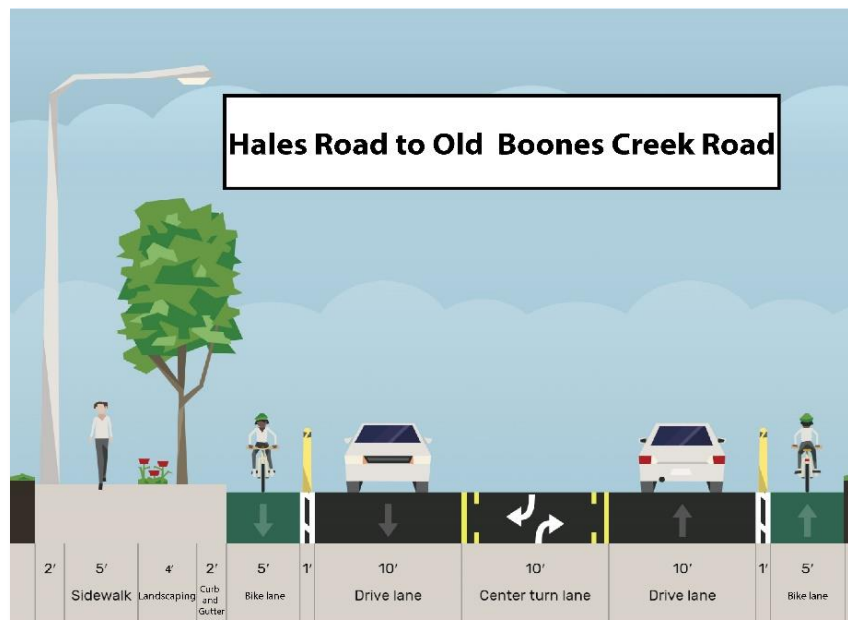 Hales Road to Old Boones Creek Road
2' 5' 4' 2' 5' 1' 10' 10' 10' 1' 5'
Sidewalk Landscaping Curb and Gutter Bike lane Drive lane Center turn lane Drive lane Bike lane